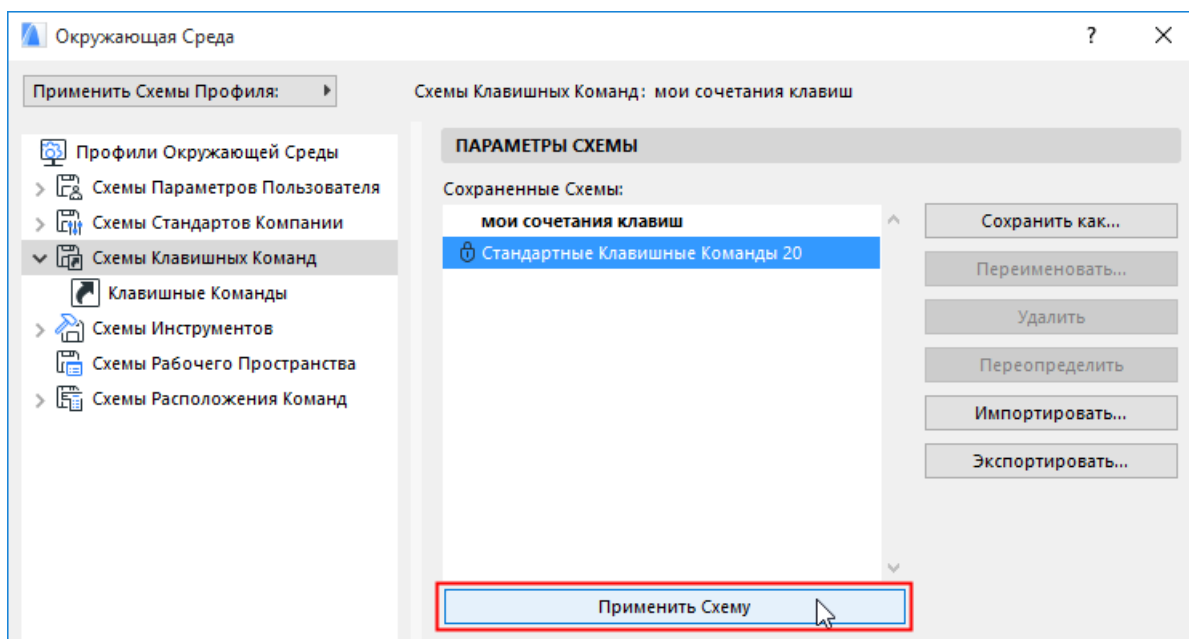 Окружающая Среда
?
Применить Схемы Профиля:
Схемы Клавишных Команд: мои сочетания клавиш
Профили Окружающей Среды
Схемы Параметров Пользователя
Схемы Стандартов Компании
Схемы Клавишных Команд
Клавишные Команды
Схемы Инструментов
Схемы Рабочего Пространства
Схемы Расположения Команд
ПАРАМЕТРЫ СХЕМЫ
Сохраненные Схемы:
мои сочетания клавиш
Стандартные Клавишные Команды 20
Применить Схему
Сохранить как...
Переименовать...
Удалить
Переопределить
Импортировать...
Экспортировать...